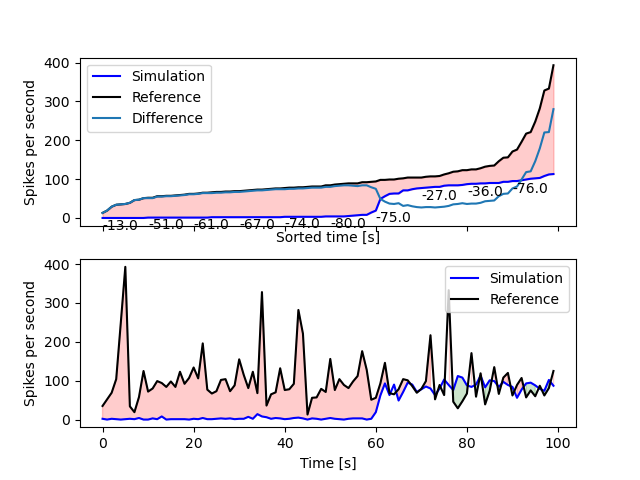 400
300
200
100
0
Spikes per second
Simulation
Reference
Difference
-13.0
-51.0
-61.0
-67.0
-74.0
-80.0
-75.0
-27.0
-36.0
-76.0
Sorted time [s]
400
300
200
100
0
Spikes per second
Simulation
Reference
0
20
40
60
80
100
Time [s]